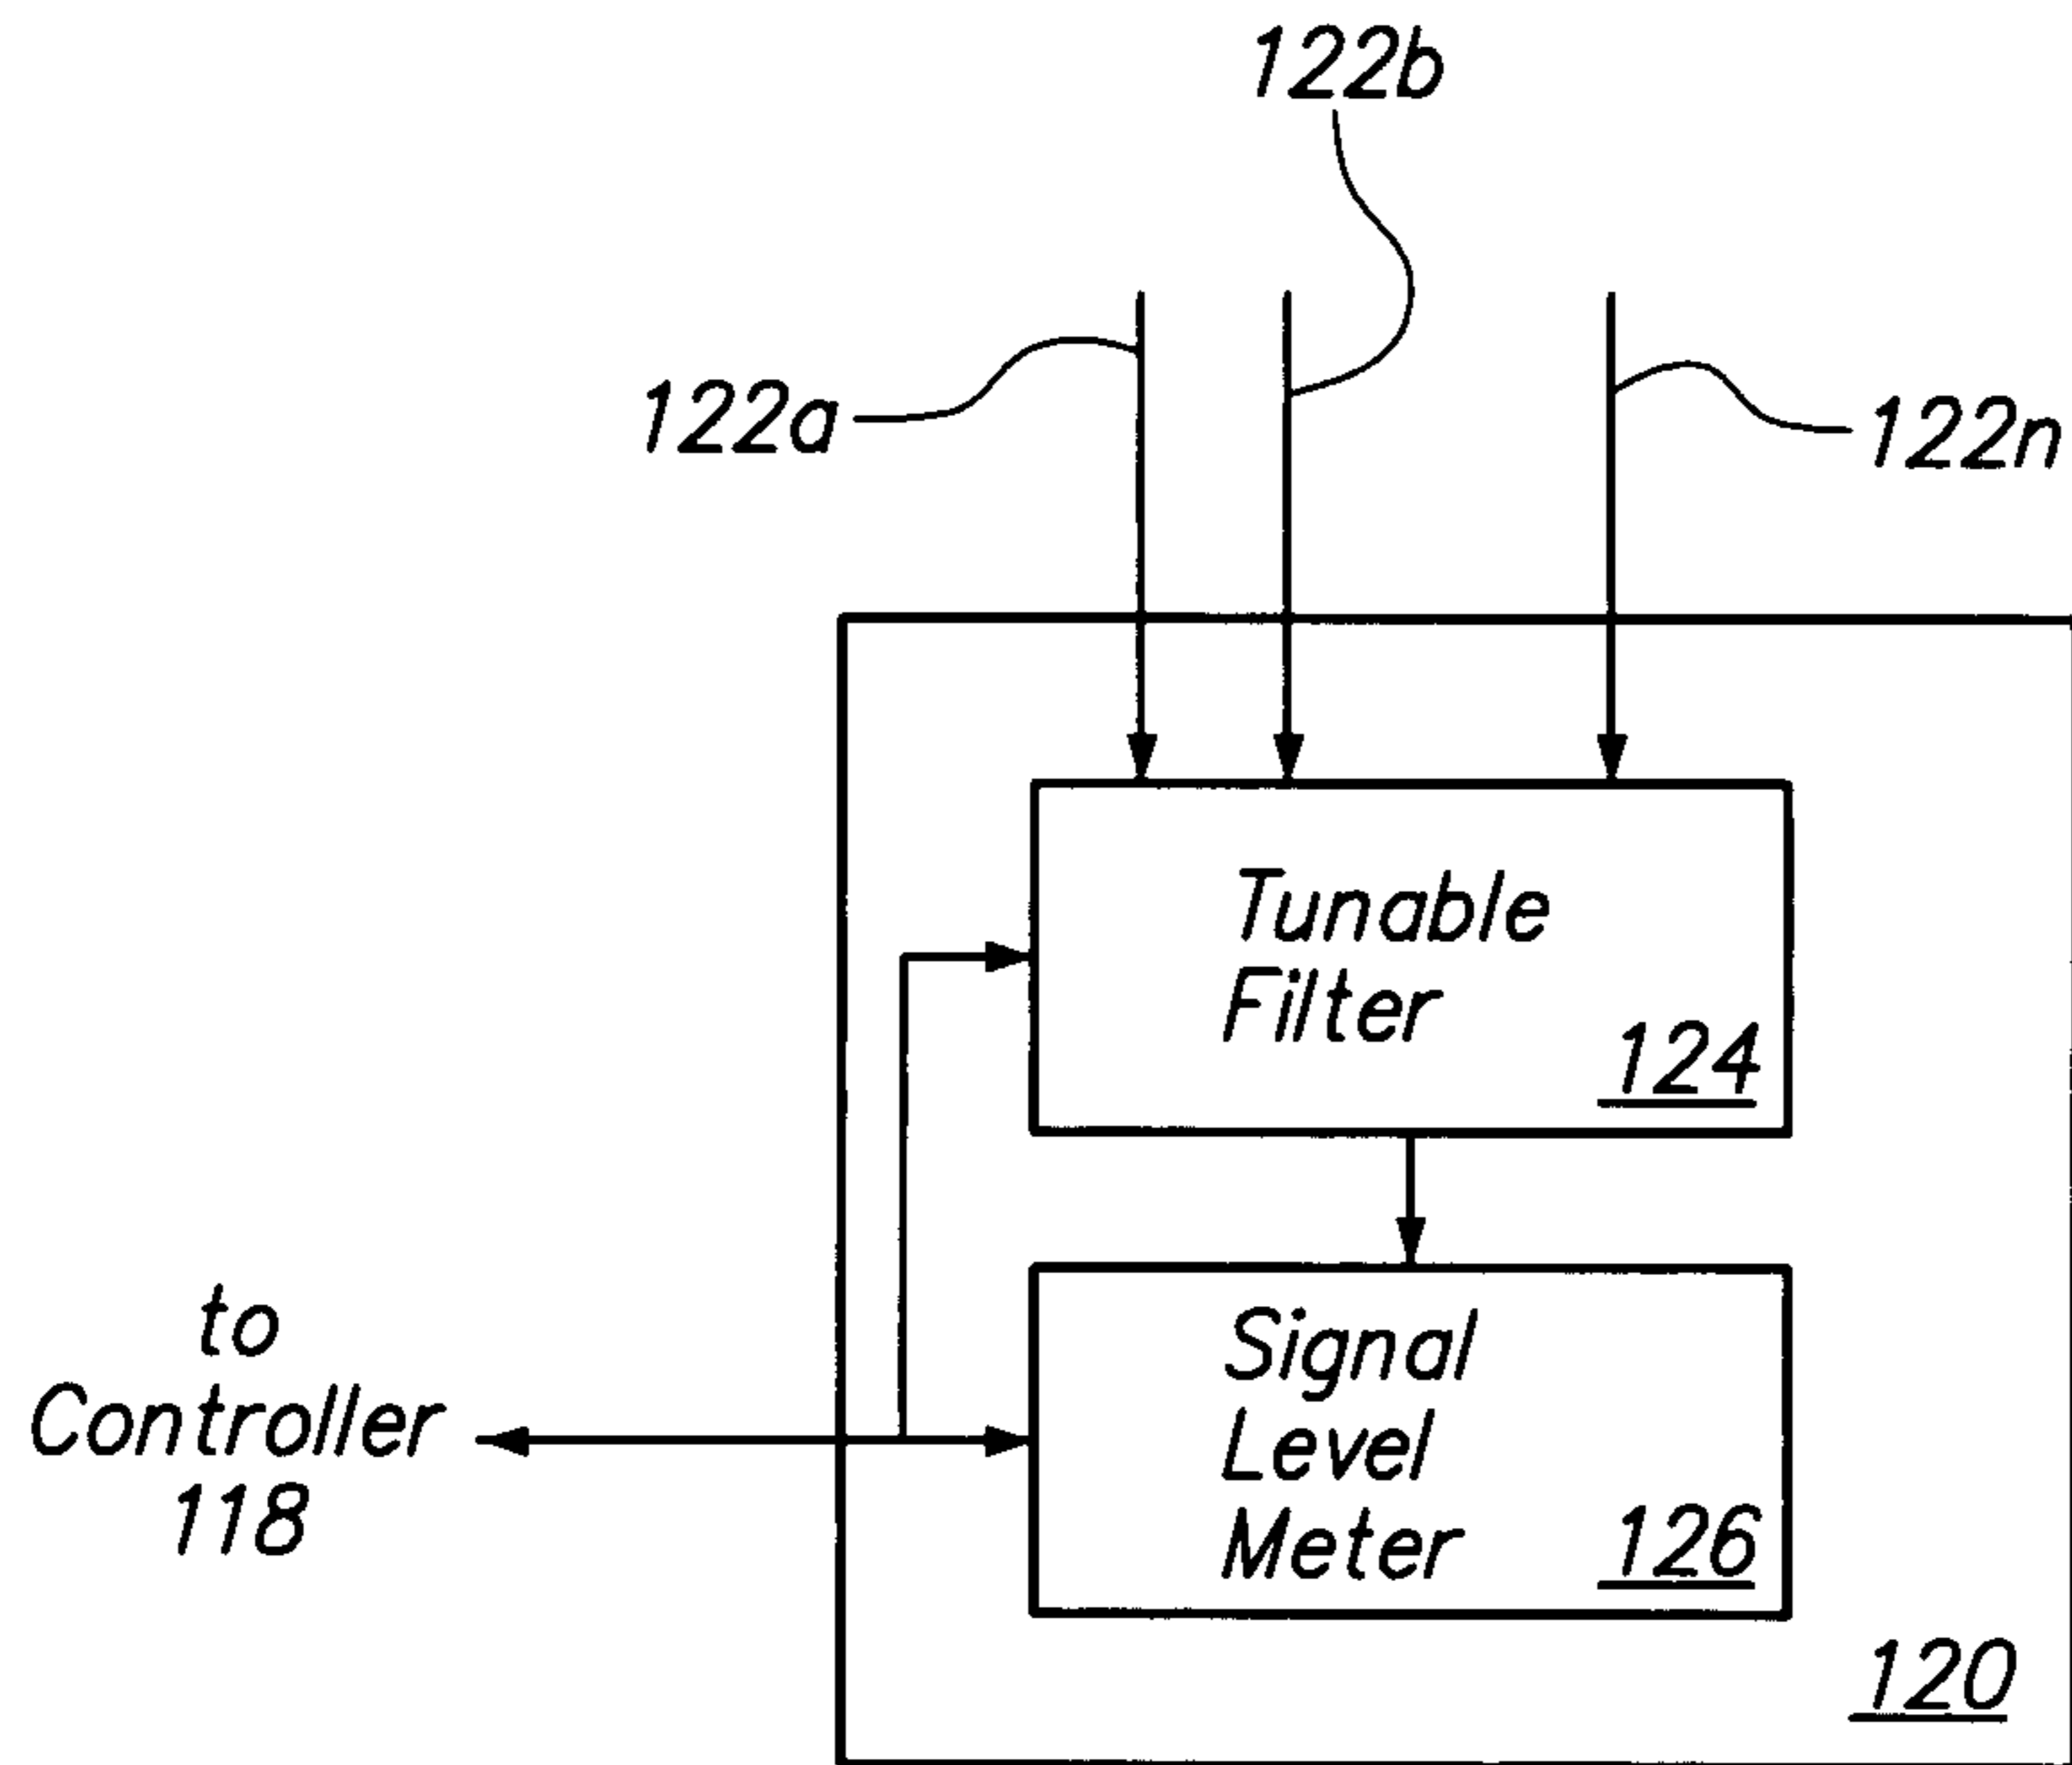 122b
122a
122n
Tunable
Filter
124
to
Controller
118
Signal
Level
Meter
126
120